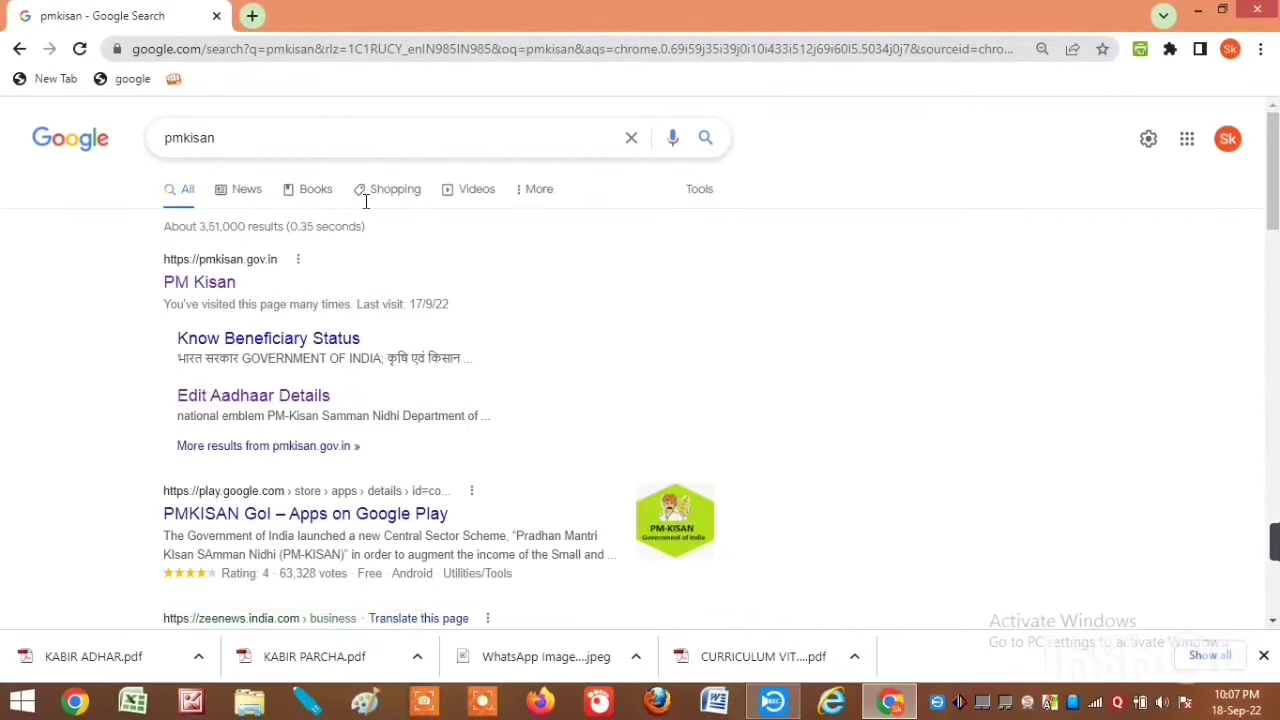 pmkisan - Google Search
google.com/search?q=pmkisan&rlz=1C1RUCY_enIN985IN985&oq=pmkisan&aqs=chrome.0.69i59j35i39j0i10i433i512j69i60l5.5034j0j7&sourceid=chro...
Sk
New Tab
google
Google
pmkisan
Sk
All
News
Books
Shopping
Videos
More
Tools
About 3,51,000 results (0.35 seconds)
https://pmkisan.gov.in
PM Kisan
You've visited this page many times. Last visit: 17/9/22
Know Beneficiary Status
भारत सरकार GOVERNMENT OF INDIA; कृषि एवं किसान ...
Edit Aadhaar Details
national emblem PM-Kisan Samman Nidhi Department of ...
More results from pmkisan.gov.in »
https://play.google.com › store › apps › details › id=co...
PMKISAN GoI – Apps on Google Play
The Government of India launched a new Central Sector Scheme, "Pradhan Mantri
KIsan SAmman Nidhi (PM-KISAN)" in order to augment the income of the Small and ...
Rating: 4 · 63,328 votes · Free · Android · Utilities/Tools
PM-KISAN
Government of India
https://zeenews.india.com › business · Translate this page
Activate Windows
Go to PC settings to activate Windows.
KABIR ADHAR.pdf
KABIR PARCHA.pdf
WhatsApp Image....jpeg
CURRICULUM VIT....pdf
Show all
10:07 PM
18-Sep-22